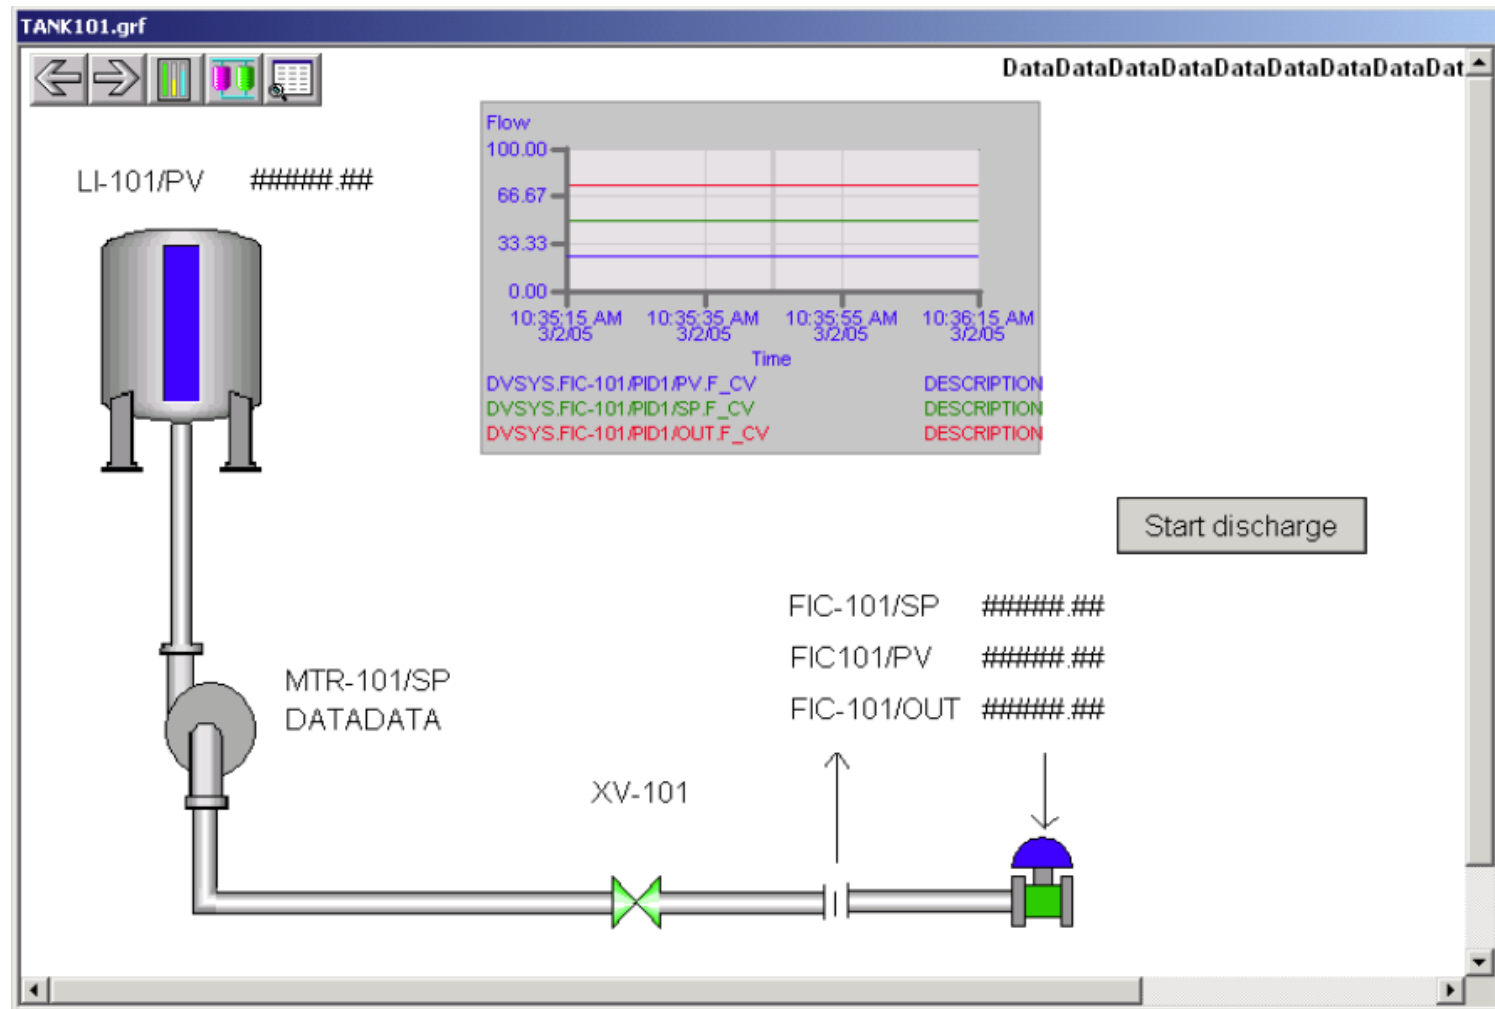 TANK101.grf
DataDataDataDataDataDataDataDataDat
LI-101/PV #####.##
Flow
100.00
66.67
33.33
0.00
10:35:15 AM 10:35:35 AM 10:35:55 AM 10:36:15 AM
3/2/05 3/2/05 3/2/05 3/2/05
Time
DVSYS.FIC-101/PID1/PV.F_CV DESCRIPTION
DVSYS.FIC-101/PID1/SP.F_CV DESCRIPTION
DVSYS.FIC-101/PID1/OUT.F_CV DESCRIPTION
Start discharge
FIC-101/SP #####.##
FIC101/PV #####.##
FIC-101/OUT #####.##
MTR-101/SP
DATADATA
XV-101